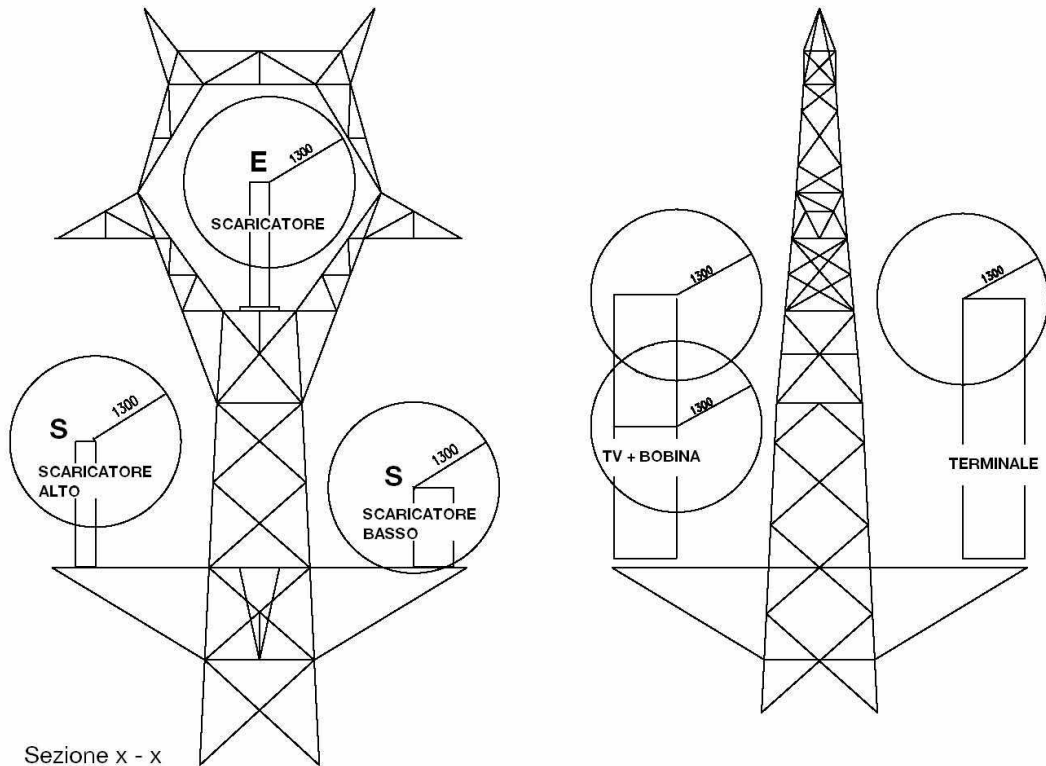 E
1300
SCARICATORE
S
1300
SCARICATORE
ALTO
S
1300
SCARICATORE
BASSO
1300
1300
TV + BOBINA
1300
TERMINALE
Sezione x - x